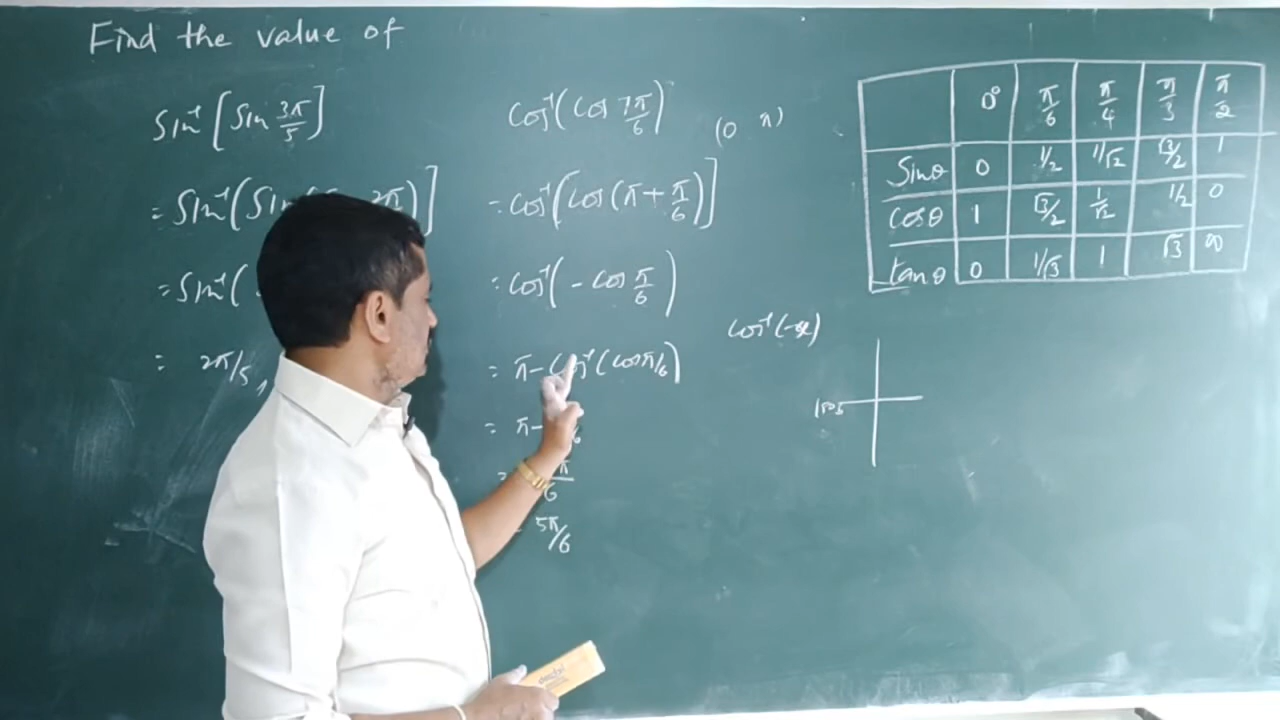 Find the value of
Sin⁻¹[Sin 3π/5]
= Sin⁻¹(Sin 2π/5)]
= Sin⁻¹(
= 2π/5,
Cos⁻¹(Cos 7π/6)
(0 π)
= Cos⁻¹(Cos(π + π/6)]
= Cos⁻¹(- Cos π/6)
= π - Cos⁻¹(Cos π/6)
= π -
5π/6
Cos⁻¹(-x)
0° π/6 π/4 π/3 π/2
Sinθ 0 1/2 1/√2 √3/2 1
Cosθ 1 √3/2 1/√2 1/2 0
tanθ 0 1/√3 1 √3 ∞